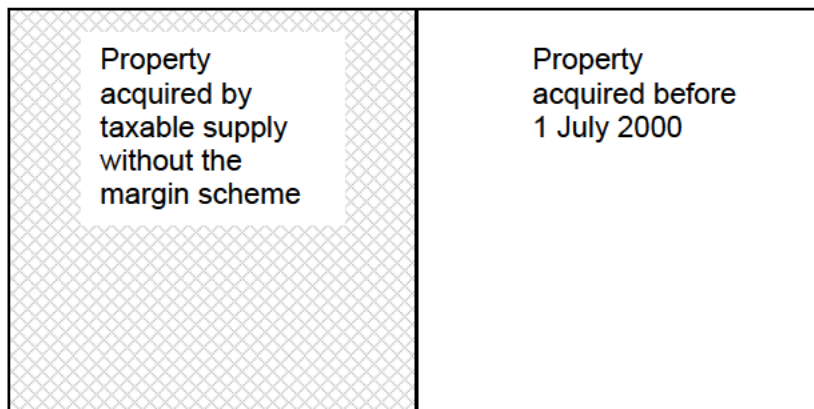 Property
acquired by
taxable supply
without the
margin scheme
Property
acquired before
1 July 2000